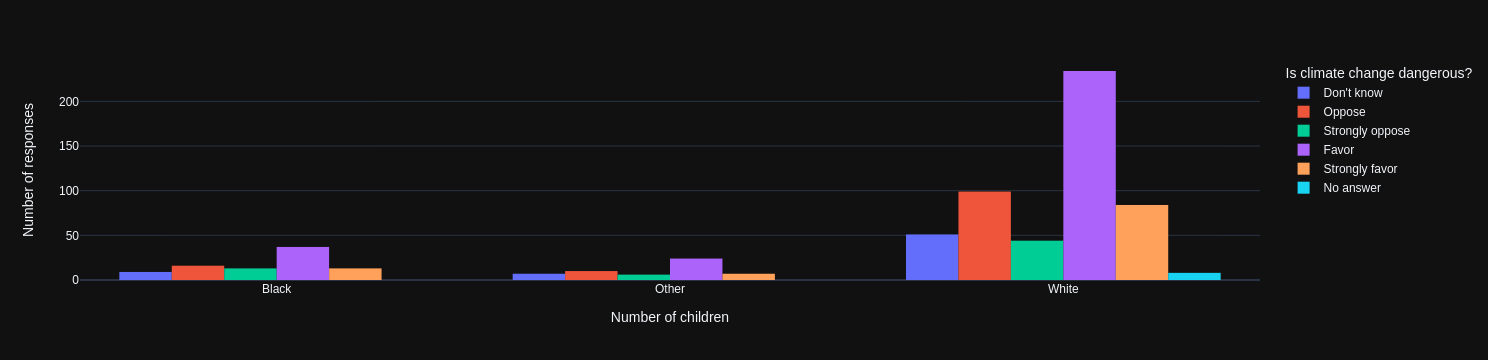 Number of responses
200
150
100
50
0
Black
Other
White
Number of children
Is climate change dangerous?
Don't know
Oppose
Strongly oppose
Favor
Strongly favor
No answer